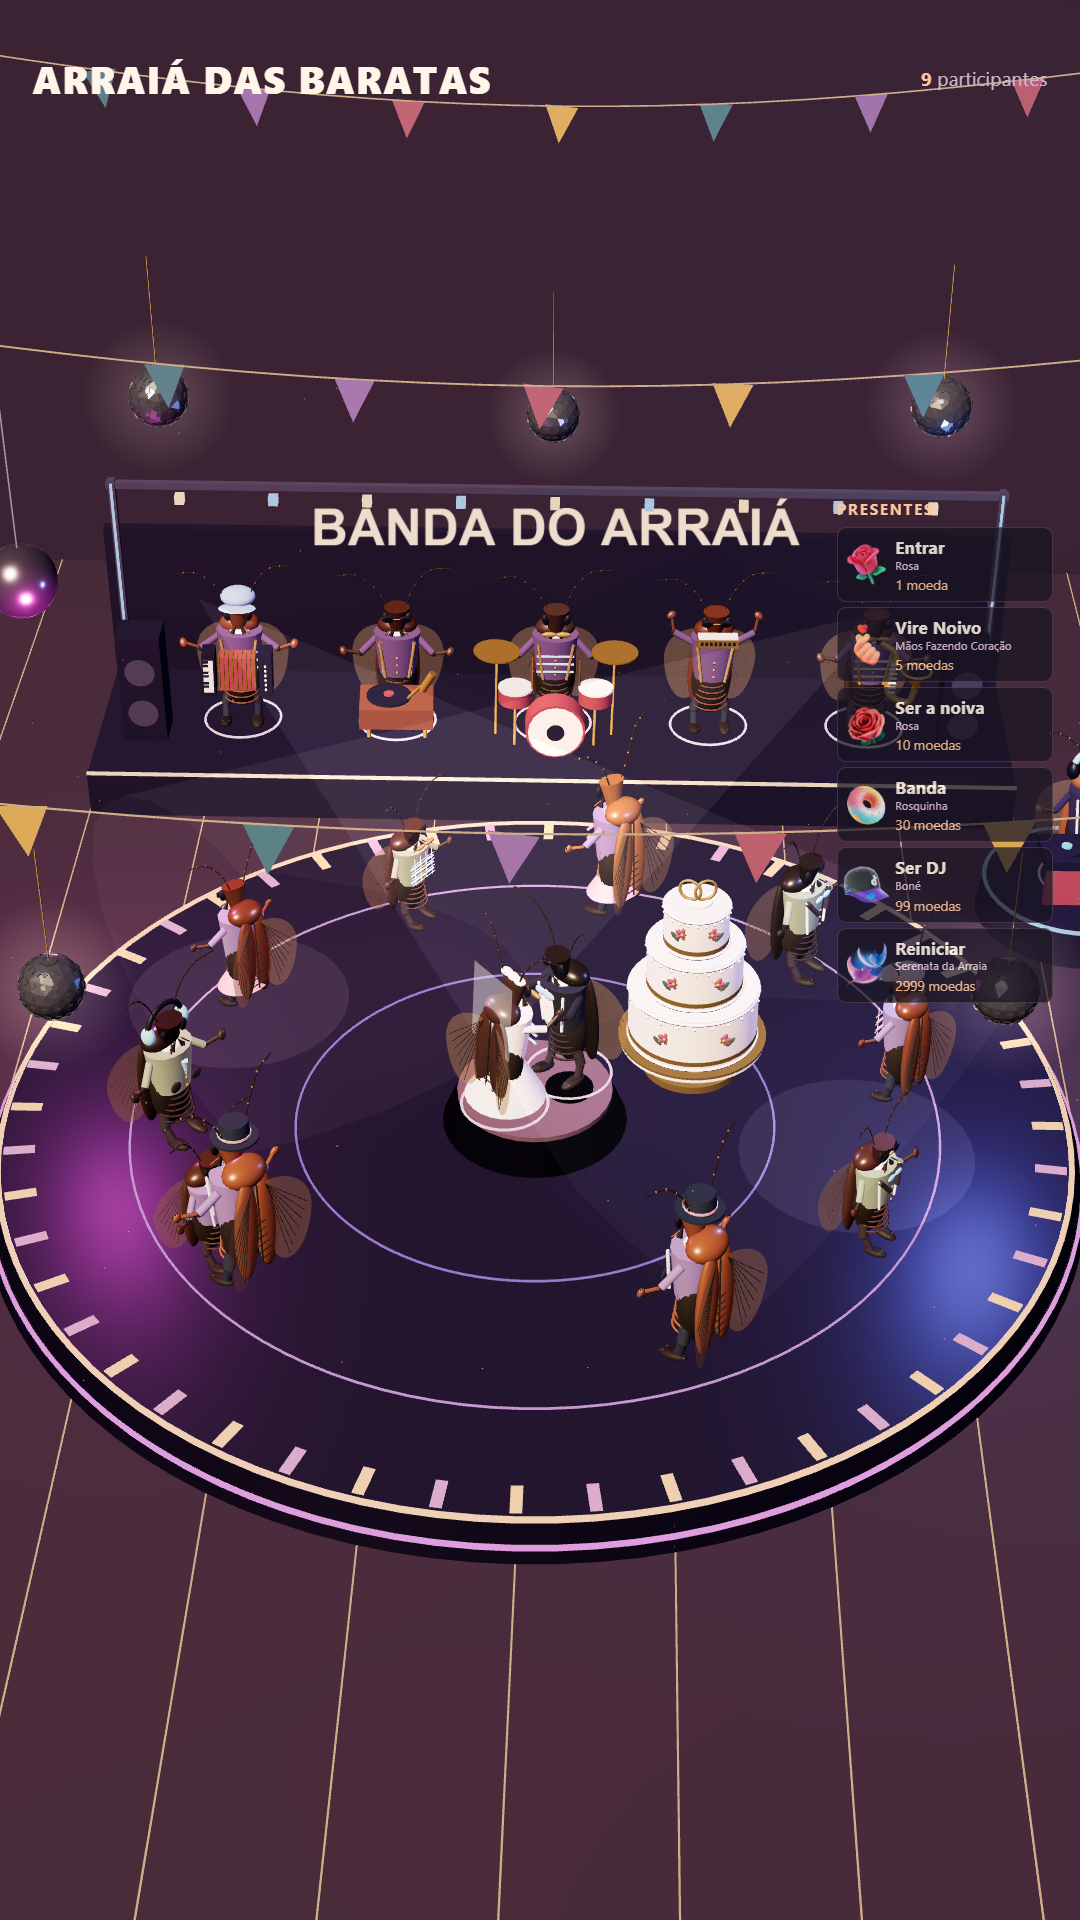 ARRAIÁ DAS BARATAS
9 participantes
BANDA DO ARRAIÁ
PRESENTES
Entrar
Rosa
1 moeda
Vire Noivo
Mãos Fazendo Coração
5 moedas
Ser a noiva
Rosa
10 moedas
Banda
Rosquinha
30 moedas
Ser DJ
Boné
99 moedas
Reiniciar
Serenata da Arraia
2999 moedas